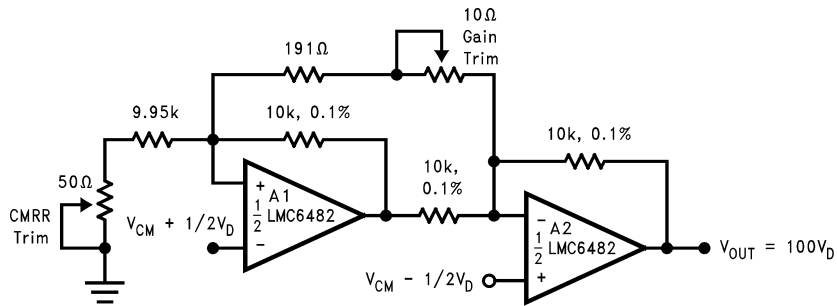 10Ω
Gain
Trim
191Ω
9.95k
10k, 0.1%
10k, 0.1%
10k,
0.1%
50Ω
CMRR
Trim
+
A1
1/2
LMC6482
−
V_CM + 1/2V_D
−
A2
1/2
LMC6482
+
V_CM − 1/2V_D
V_OUT = 100V_D